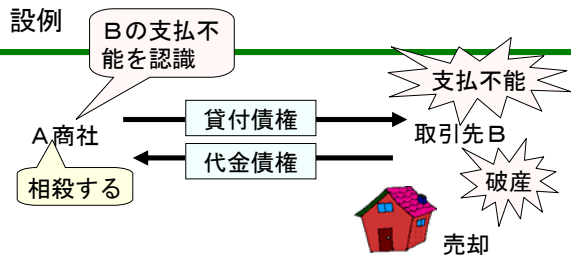 設例
Bの支払不
能を認識
支払不能
貸付債権
A商社
取引先B
代金債権
相殺する
破産
売却